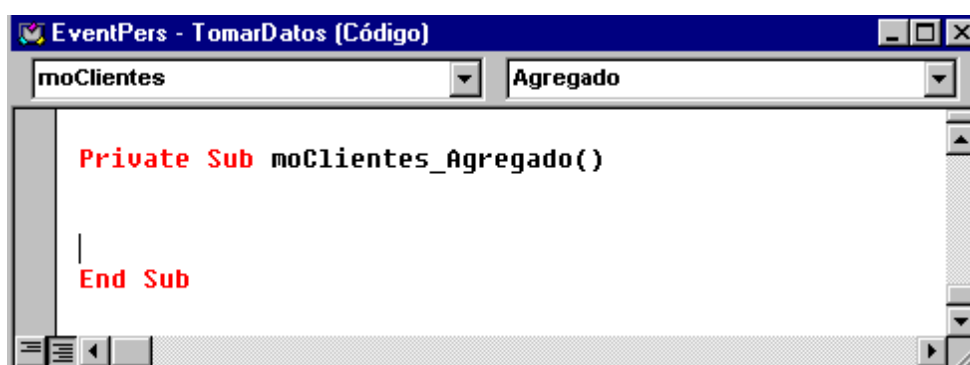 EventPers - TomarDatos (Código)
moClientes Agregado
Private Sub moClientes_Agregado()
End Sub